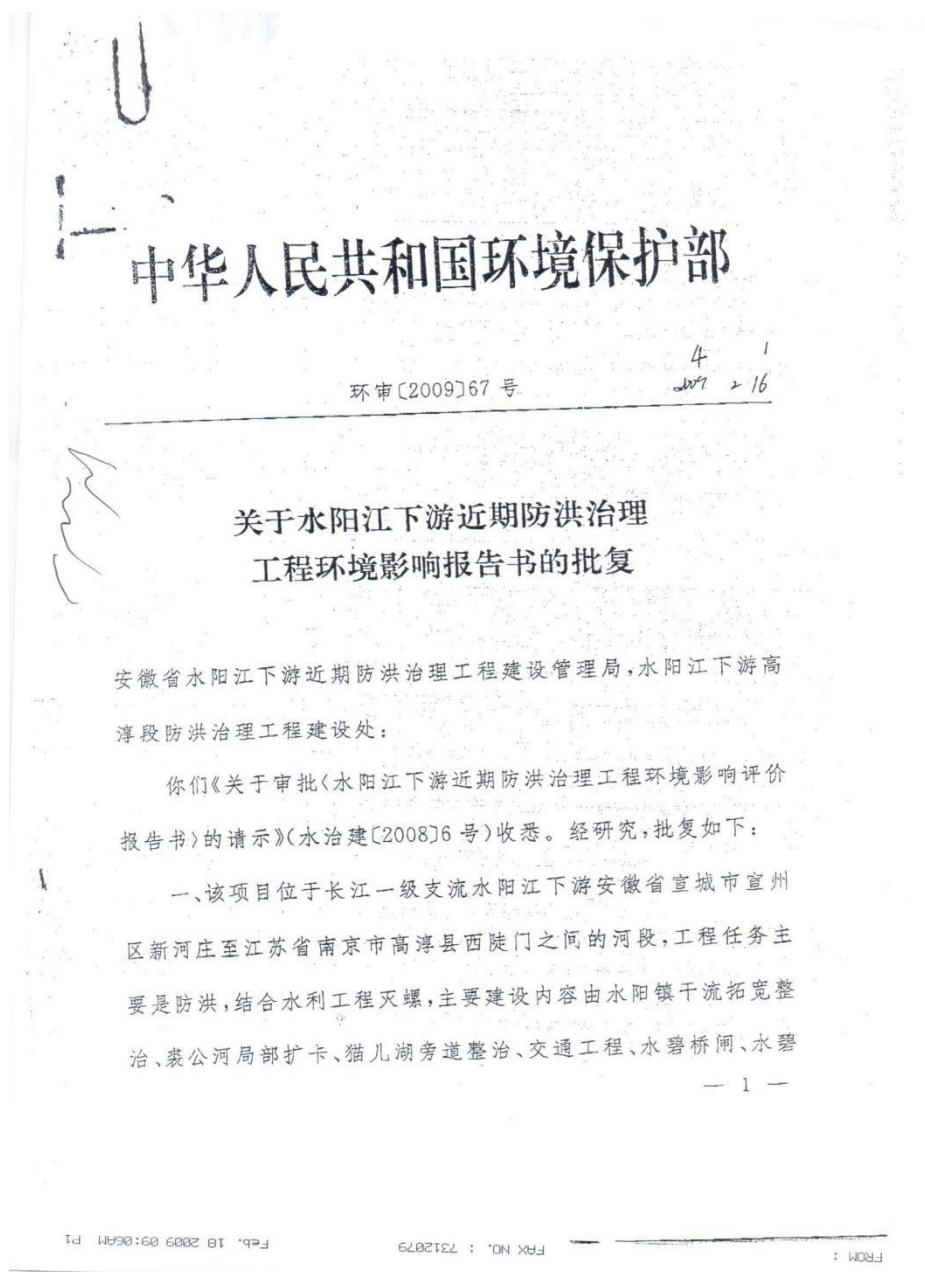 中华人民共和国环境保护部
4 1
环审〔2009〕67 号
2009 2 16
关于水阳江下游近期防洪治理
工程环境影响报告书的批复
安徽省水阳江下游近期防洪治理工程建设管理局,水阳江下游高
淳段防洪治理工程建设处:
你们《关于审批〈水阳江下游近期防洪治理工程环境影响评价
报告书〉的请示》(水治建〔2008〕6 号)收悉。经研究,批复如下:
一、该项目位于长江一级支流水阳江下游安徽省宣城市宣州
区新河庄至江苏省南京市高淳县西陡门之间的河段,工程任务主
要是防洪,结合水利工程灭螺,主要建设内容由水阳镇干流拓宽整
治、裘公河局部扩卡、猫儿湖旁道整治、交通工程、水碧桥闸、水碧
— 1 —
FROM : FAX NO. : 7312079 Feb. 18 2009 09:06AM P1